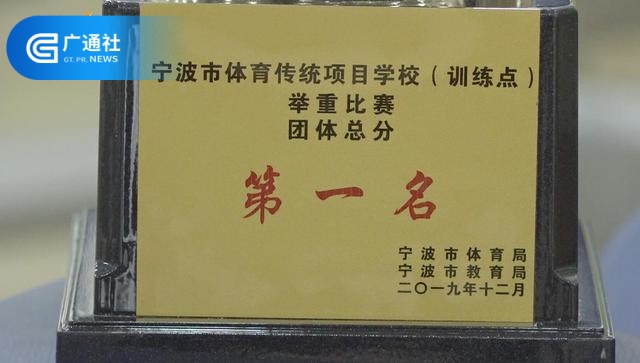 广通社
GT. PR. NEWS
宁波市体育传统项目学校(训练点)
举重比赛
团体总分
第一名
宁波市体育局
宁波市教育局
二〇一九年十二月